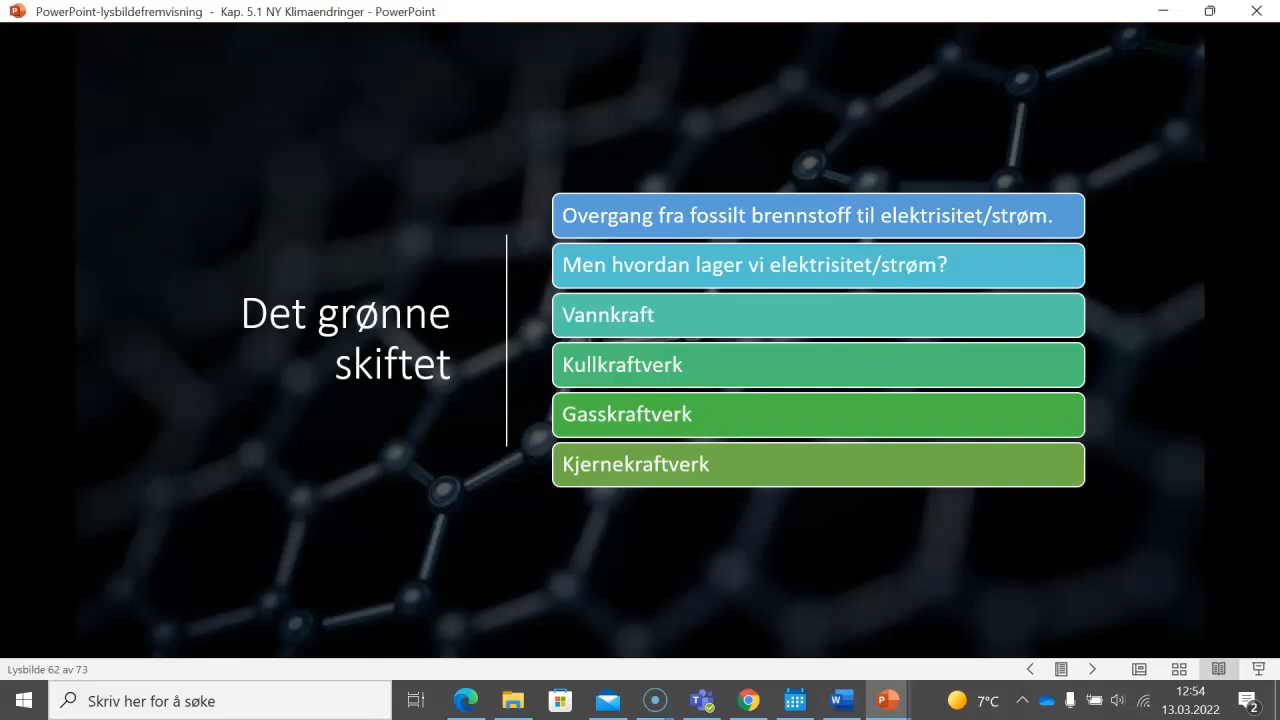 PowerPoint-lysbildefremvisning - Kap. 5.1 NY Klimaendringer - PowerPoint
Det grønne
skiftet
Overgang fra fossilt brennstoff til elektrisitet/strøm.
Men hvordan lager vi elektrisitet/strøm?
Vannkraft
Kullkraftverk
Gasskraftverk
Kjernekraftverk
Lysbilde 62 av 73
Skriv her for å søke
7°C
12:54
13.03.2022
2